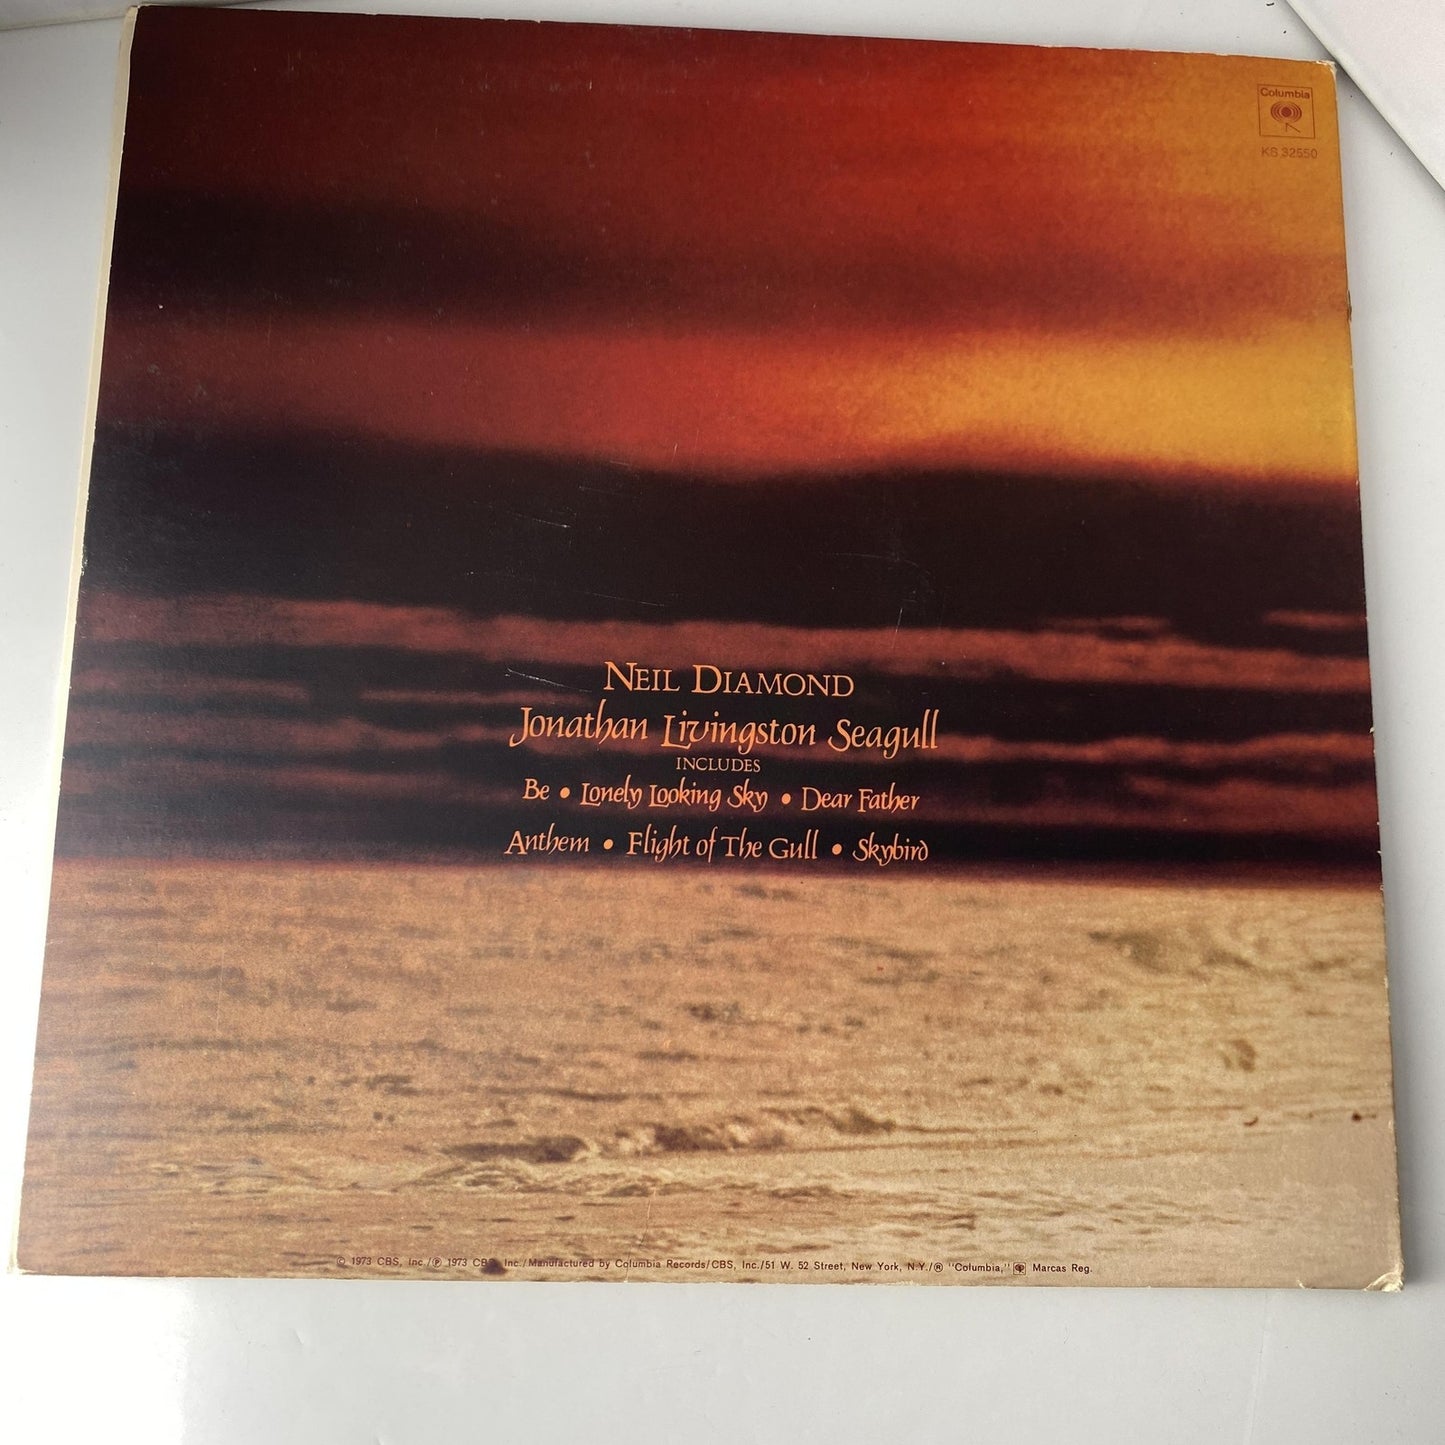 Columbia
KS 32550
NEIL DIAMOND
Jonathan Livingston Seagull
INCLUDES
Be • Lonely Looking Sky • Dear Father
Anthem • Flight of The Gull • Skybird
© 1973 CBS, Inc./℗ 1973 CBS, Inc./Manufactured by Columbia Records/CBS, Inc./51 W. 52 Street, New York, N.Y./® "Columbia," Marcas Reg.